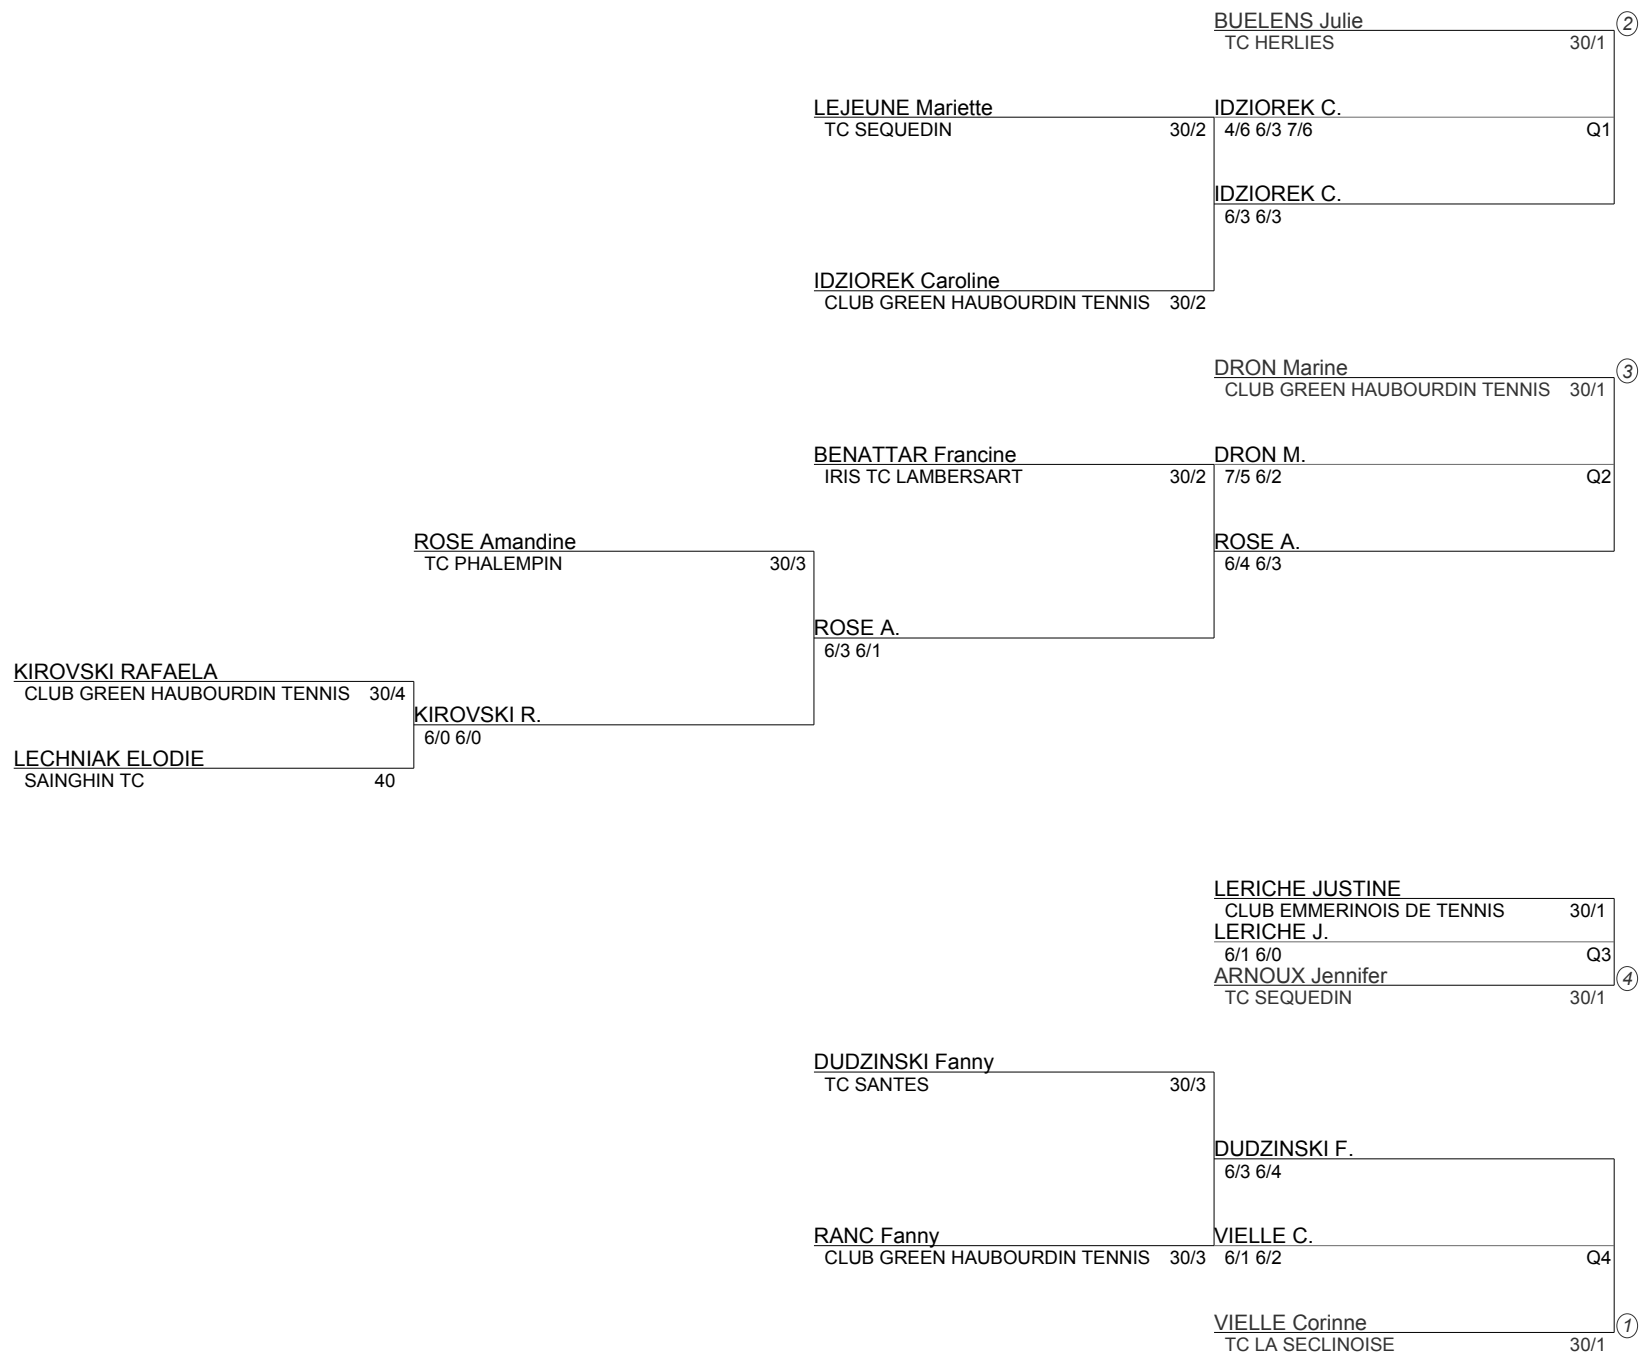 BUELENS Julie 2
TC HERLIES 30/1
LEJEUNE Mariette IDZIOREK C.
TC SEQUEDIN 30/2 4/6 6/3 7/6 Q1
IDZIOREK C.
6/3 6/3
IDZIOREK Caroline
CLUB GREEN HAUBOURDIN TENNIS 30/2
DRON Marine 3
CLUB GREEN HAUBOURDIN TENNIS 30/1
BENATTAR Francine DRON M.
IRIS TC LAMBERSART 30/2 7/5 6/2 Q2
ROSE Amandine ROSE A.
TC PHALEMPIN 30/3 6/4 6/3
ROSE A.
6/3 6/1
KIROVSKI RAFAELA
CLUB GREEN HAUBOURDIN TENNIS 30/4
KIROVSKI R.
6/0 6/0
LECHNIAK ELODIE
SAINGHIN TC 40
LERICHE JUSTINE
CLUB EMMERINOIS DE TENNIS 30/1
LERICHE J.
6/1 6/0 Q3
ARNOUX Jennifer 4
TC SEQUEDIN 30/1
DUDZINSKI Fanny
TC SANTES 30/3
DUDZINSKI F.
6/3 6/4
RANC Fanny VIELLE C.
CLUB GREEN HAUBOURDIN TENNIS 30/3 6/1 6/2 Q4
VIELLE Corinne 1
TC LA SECLINOISE 30/1